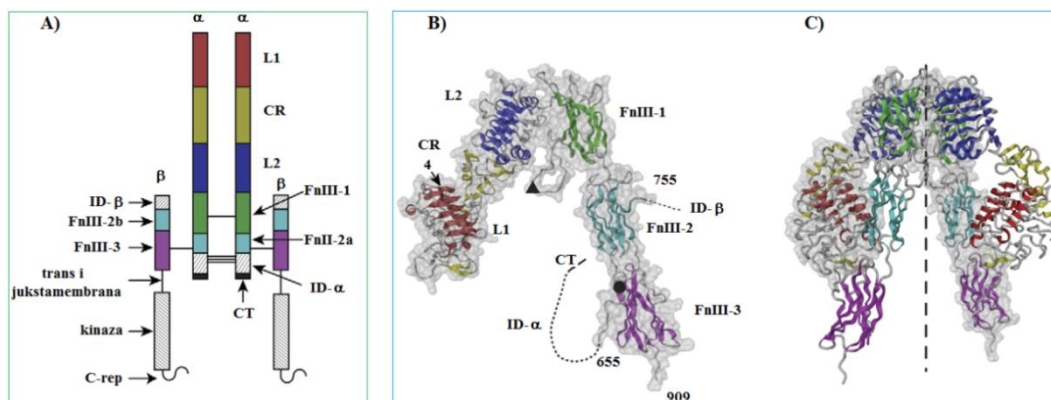 A)
α
α
L1
CR
L2
β
β
ID-β
FnIII-2b
FnIII-3
FnIII-1
FnII-2a
trans i
jukstamembrana
ID-α
CT
kinaza
C-rep
B)
L2
FnIII-1
CR
4
755
ID-β
FnIII-2
L1
CT
ID-α
FnIII-3
655
909
C)